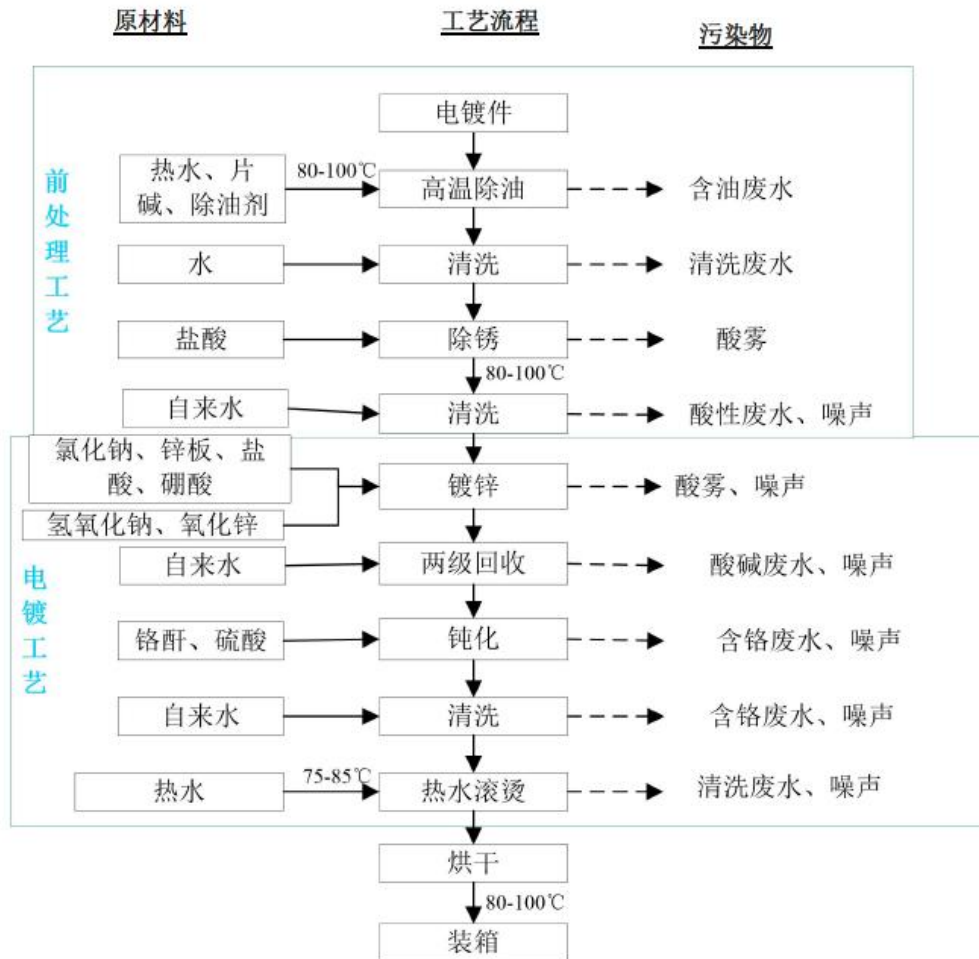 原材料
工艺流程
污染物
前处理工艺
电镀件
热水、片
碱、除油剂
80-100℃
高温除油
含油废水
水
清洗
清洗废水
盐酸
除锈
酸雾
80-100℃
自来水
清洗
酸性废水、噪声
电镀工艺
氯化钠、锌板、盐
酸、硼酸
氢氧化钠、氧化锌
镀锌
酸雾、噪声
自来水
两级回收
酸碱废水、噪声
铬酐、硫酸
钝化
含铬废水、噪声
自来水
清洗
含铬废水、噪声
热水
75-85℃
热水滚烫
清洗废水、噪声
烘干
80-100℃
装箱